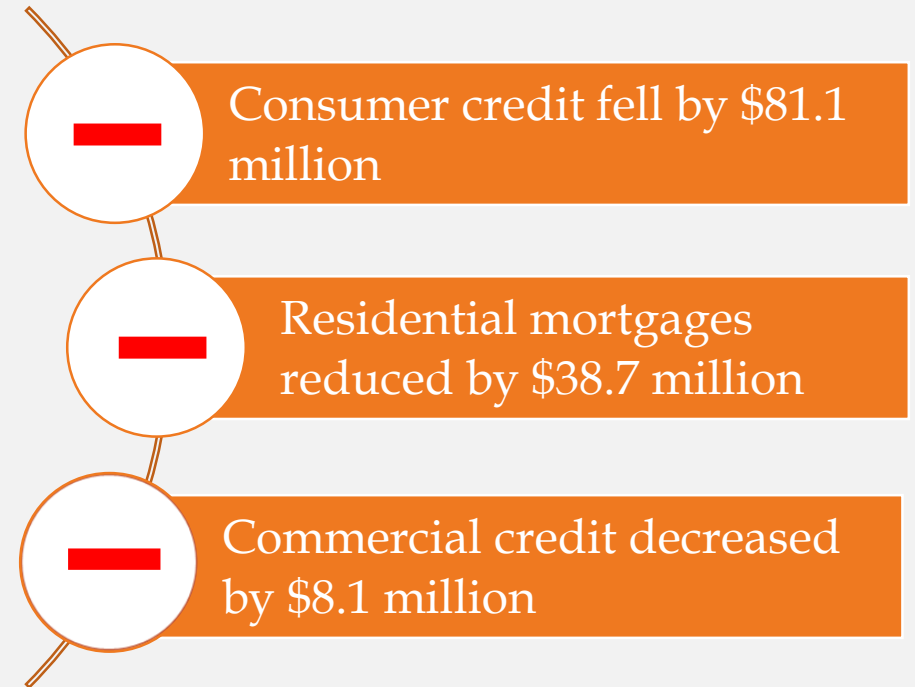 Consumer credit fell by $81.1
million
Residential mortgages
reduced by $38.7 million
Commercial credit decreased
by $8.1 million